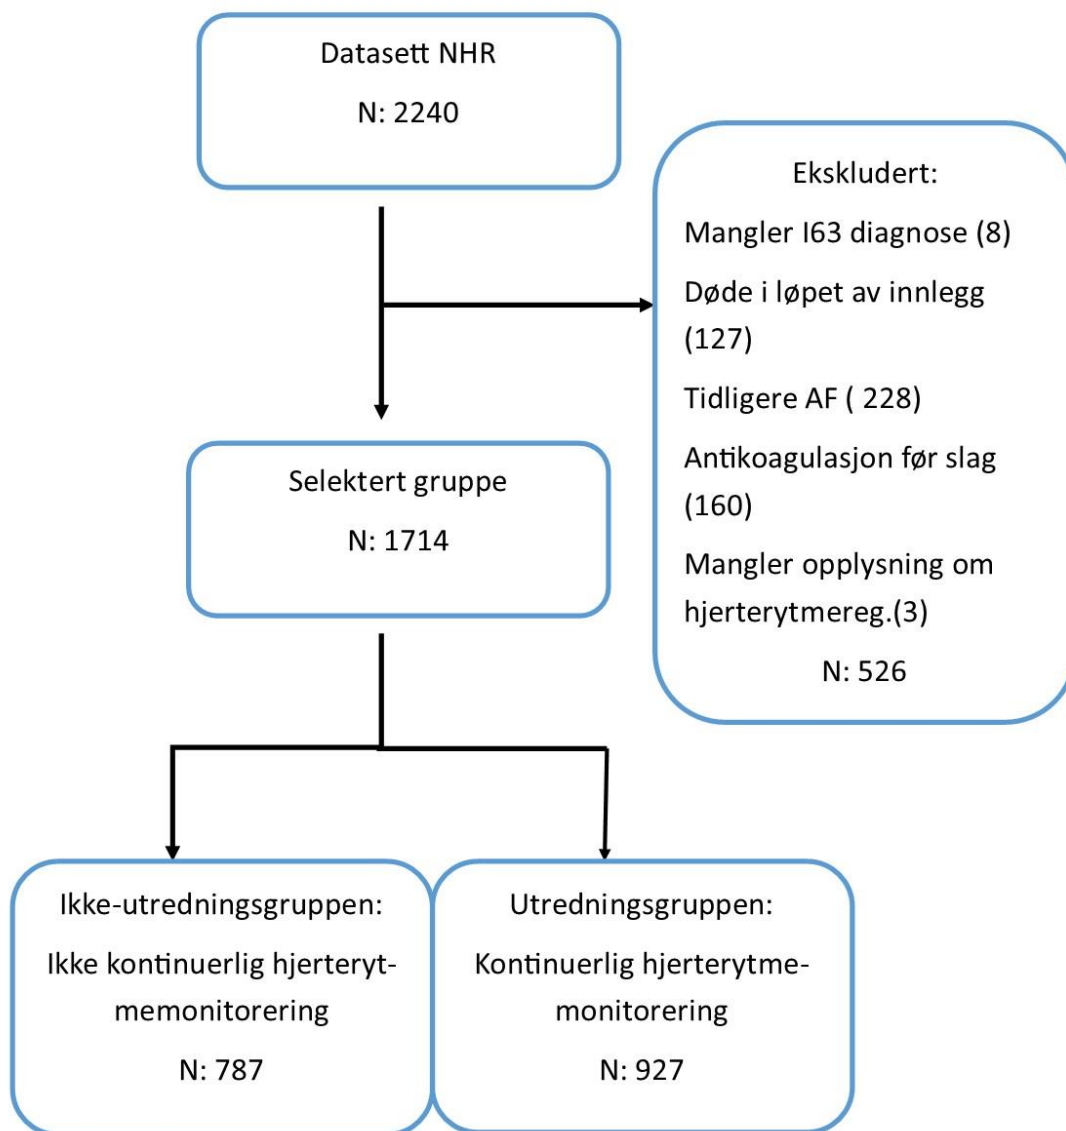 Datasett NHR
N: 2240
Ekskludert:
Mangler I63 diagnose (8)
Døde i løpet av innlegg
(127)
Tidligere AF ( 228)
Antikoagulasjon før slag
(160)
Mangler opplysning om
hjerterytmereg.(3)
N: 526
Selektert gruppe
N: 1714
Ikke-utredningsgruppen:
Ikke kontinuerlig hjerteryt-
memonitorering
N: 787
Utredningsgruppen:
Kontinuerlig hjerterytme-
monitorering
N: 927